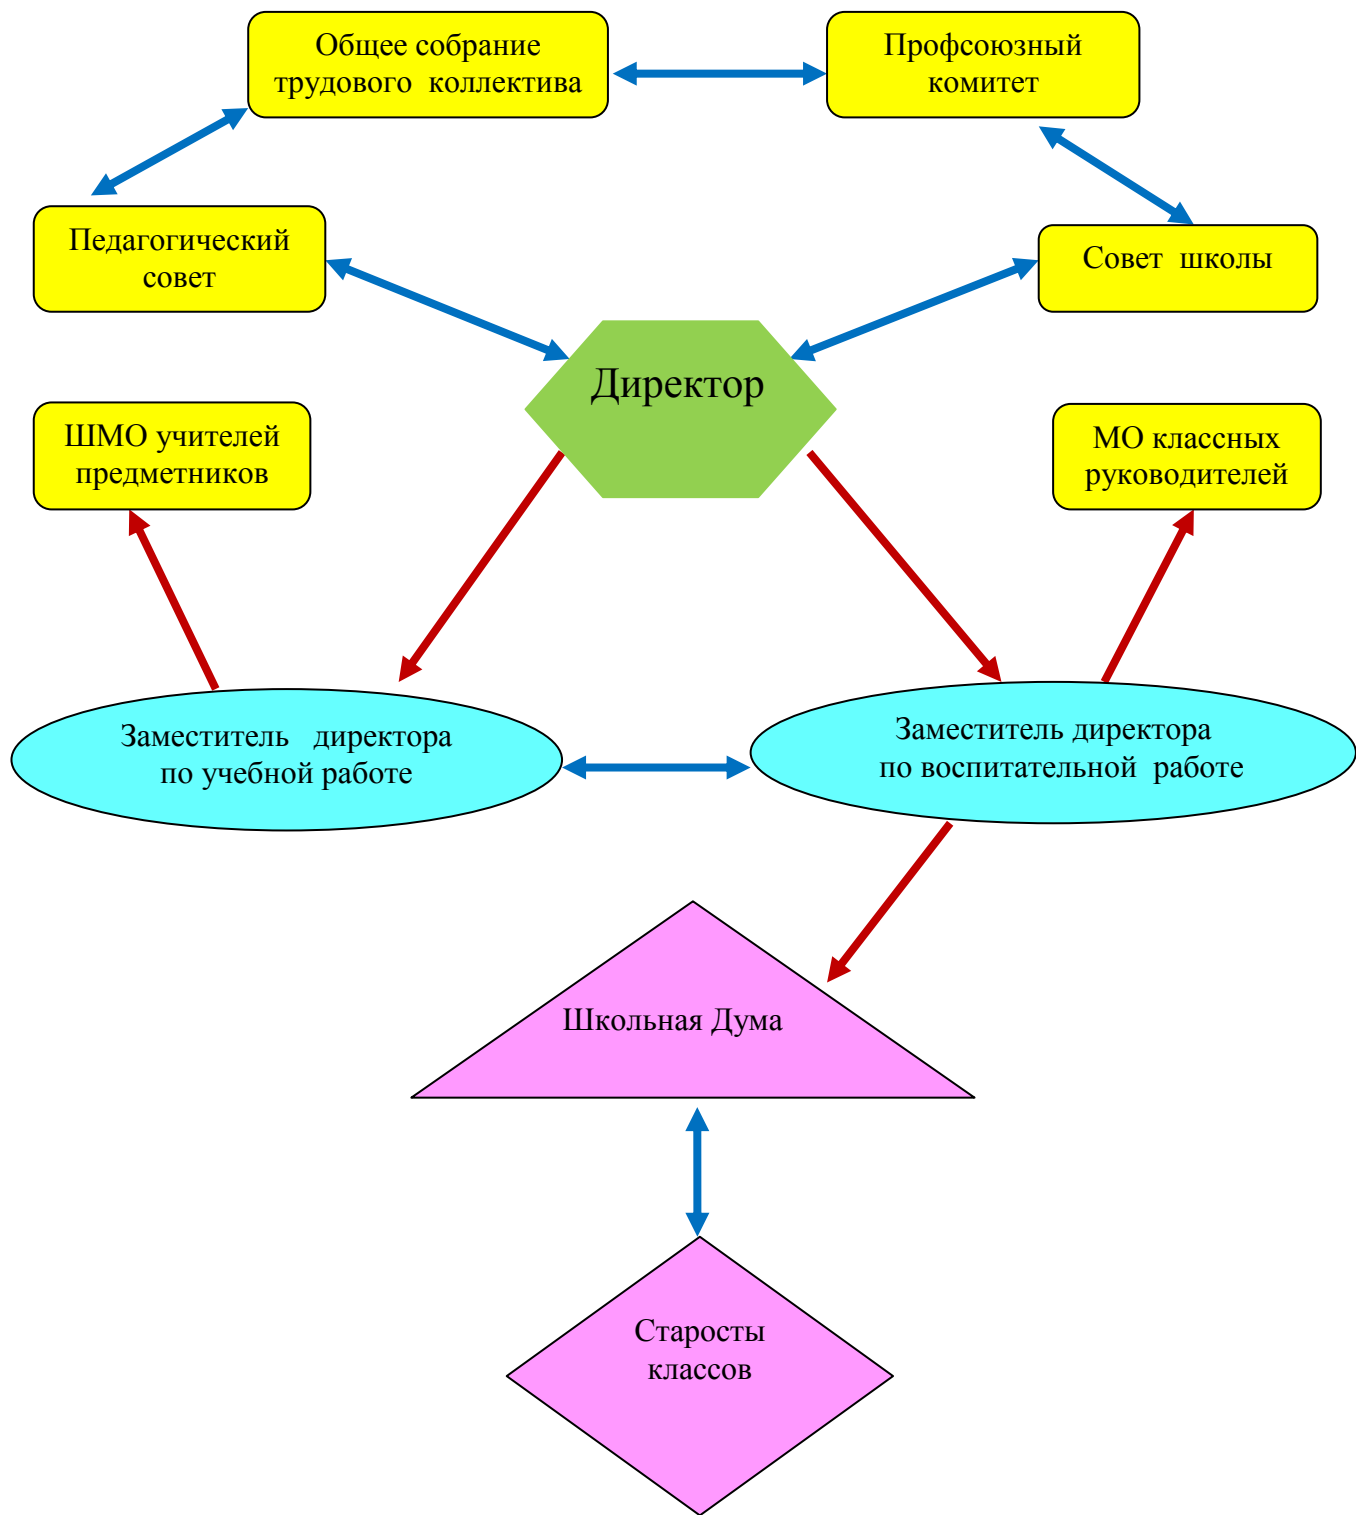 Общее собрание
трудового коллектива
Профсоюзный
комитет
Педагогический
совет
Совет школы
Директор
ШМО учителей
предметников
МО классных
руководителей
Заместитель директора
по учебной работе
Заместитель директора
по воспитательной работе
Школьная Дума
Старосты
классов